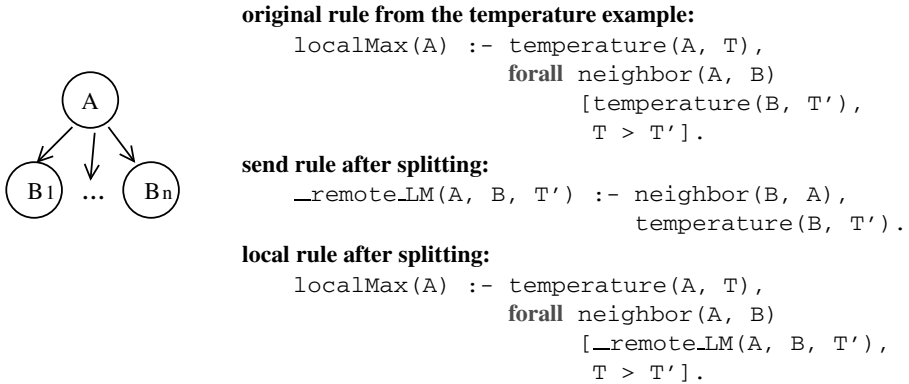 original rule from the temperature example:
localMax(A) :- temperature(A, T),
forall neighbor(A, B)
[temperature(B, T’),
T > T’].
send rule after splitting:
_remote_LM(A, B, T’) :- neighbor(B, A),
temperature(B, T’).
local rule after splitting:
localMax(A) :- temperature(A, T),
forall neighbor(A, B)
[_remote_LM(A, B, T’),
T > T’].
A
B1 ... Bn